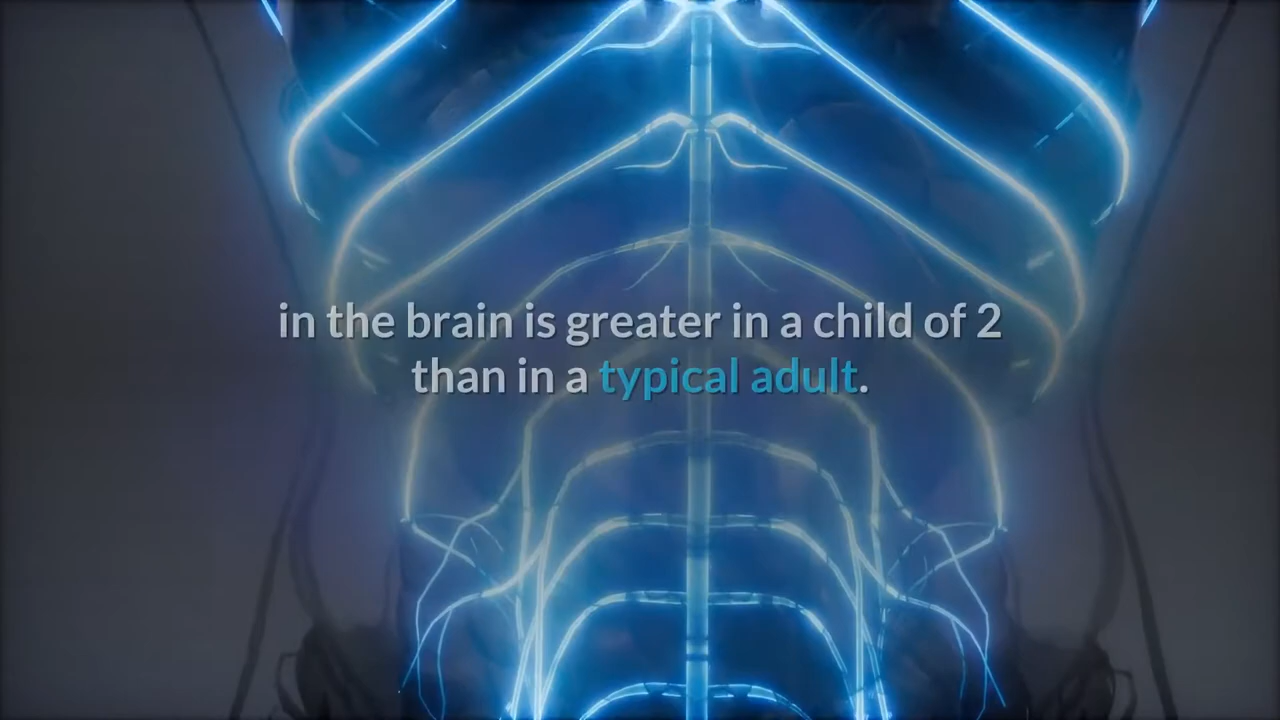 in the brain is greater in a child of 2
than in a typical adult.